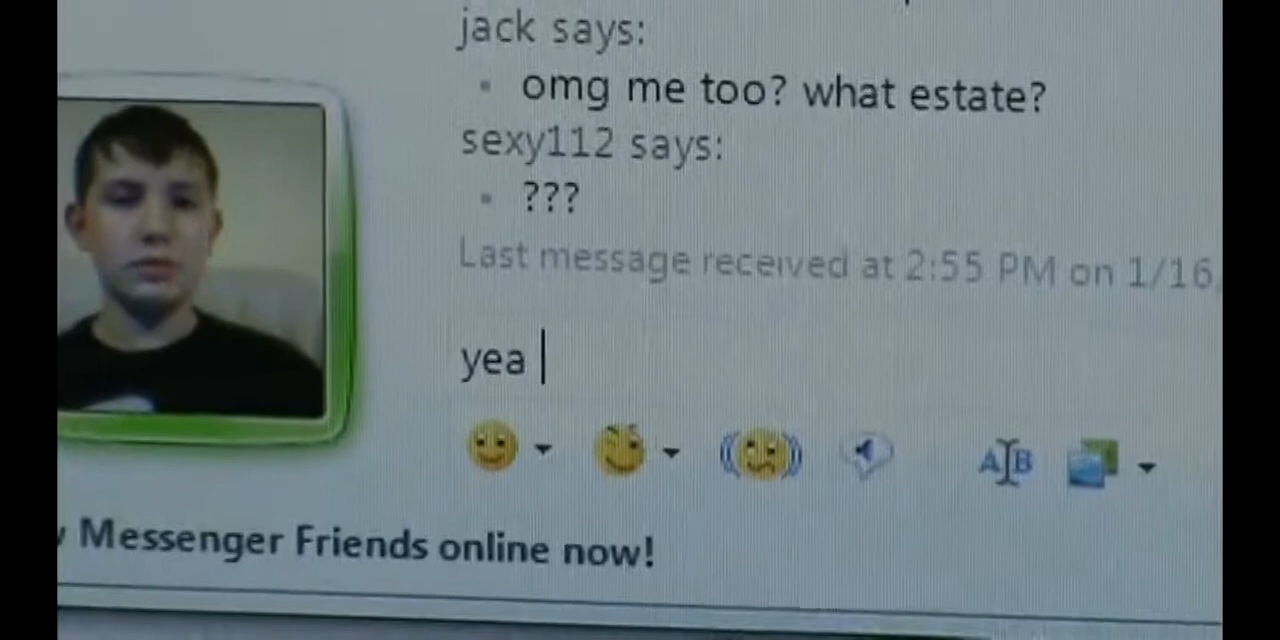 jack says:
omg me too? what estate?
sexy112 says:
???
Last message received at 2:55 PM on 1/16
yea
A B
Messenger Friends online now!